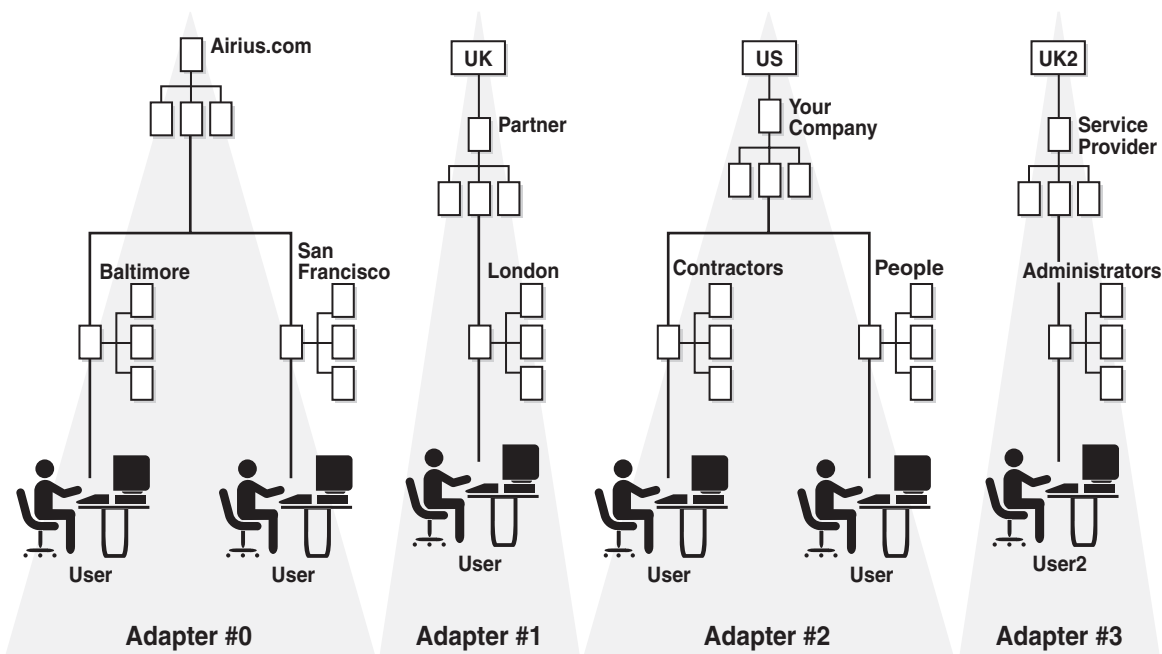 Airius.com
Baltimore
San
Francisco
User
User
Adapter #0
UK
Partner
London
User
Adapter #1
US
Your
Company
Contractors
People
User
User
Adapter #2
UK2
Service
Provider
Administrators
User2
Adapter #3